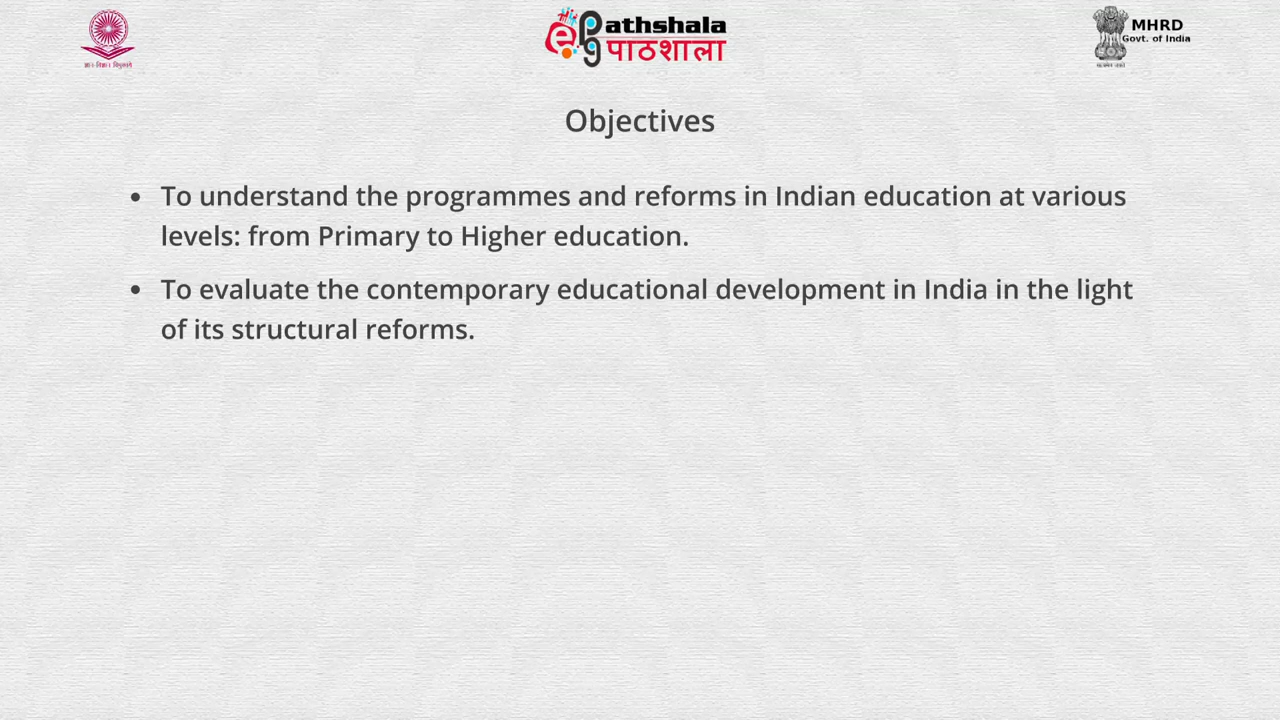 ePG Pathshala
पाठशाला
MHRD
Govt. of India
Objectives
• To understand the programmes and reforms in Indian education at various
levels: from Primary to Higher education.
• To evaluate the contemporary educational development in India in the light
of its structural reforms.